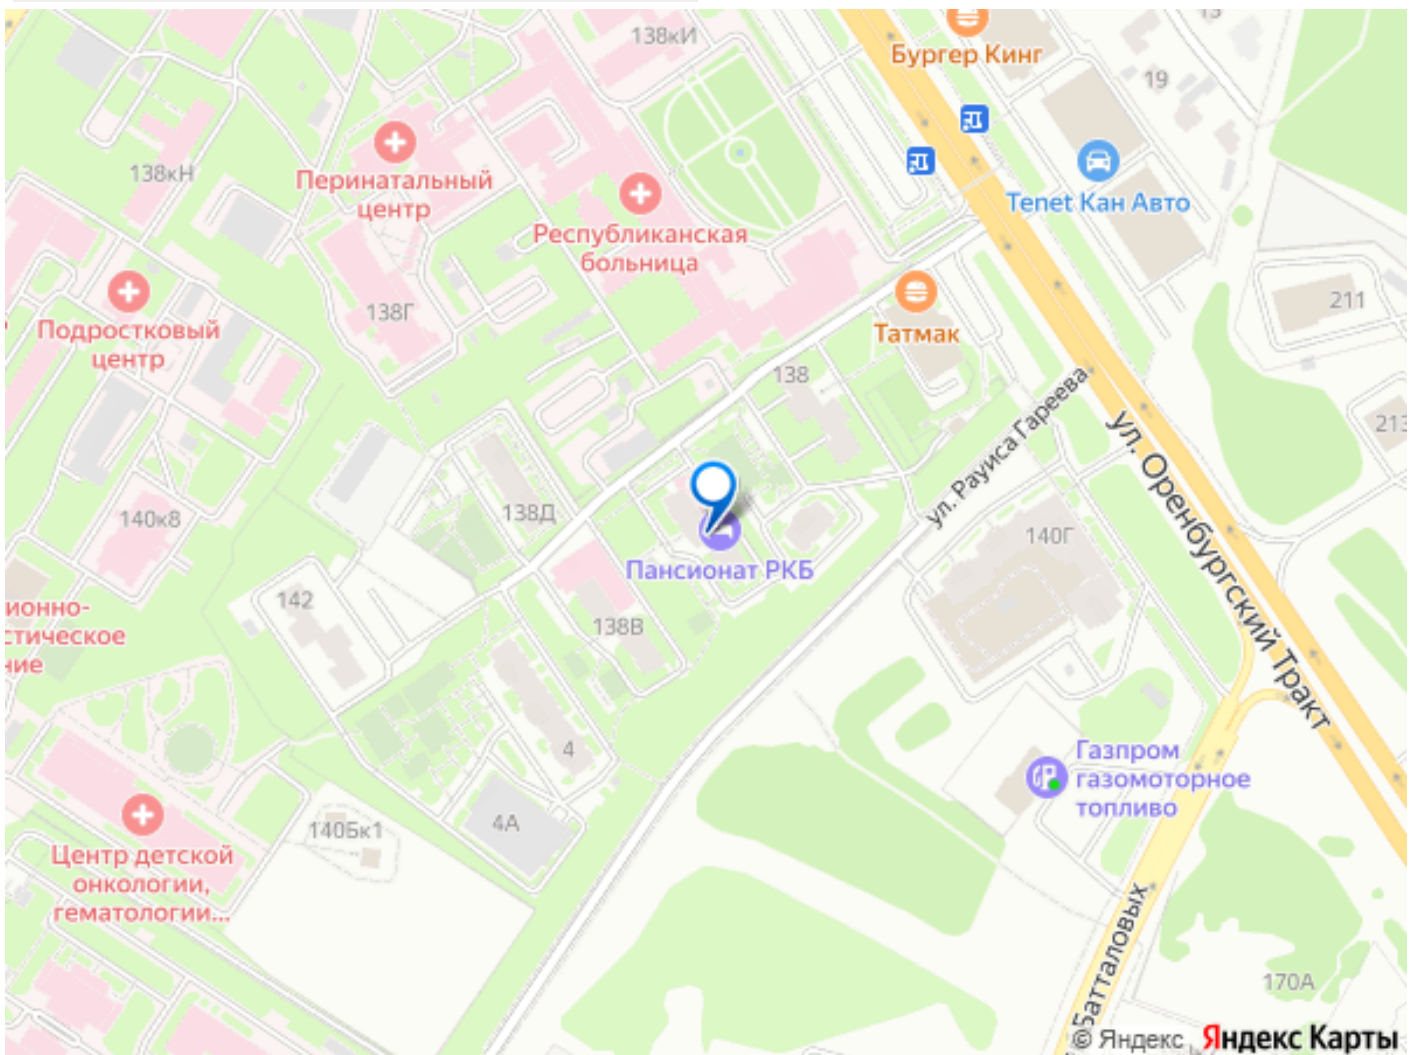 138кИ
Бургер Кинг
19
138кН
Перинатальный
центр
Республиканская
больница
Tenet Кан Авто
Подростковый
центр
138Г
211
Татмак
138
213
ул. Рауиса Гареева
ул. Оренбургский Тракт
140к8
138Д
140Г
Пансионат РКБ
142
138В
ионно-
стическое
ние
4
Газпром
газомоторное
топливо
140Бк1
4А
Центр детской
онкологии,
гематологии...
Батталовых
170А
© Яндекс Яндекс Карты